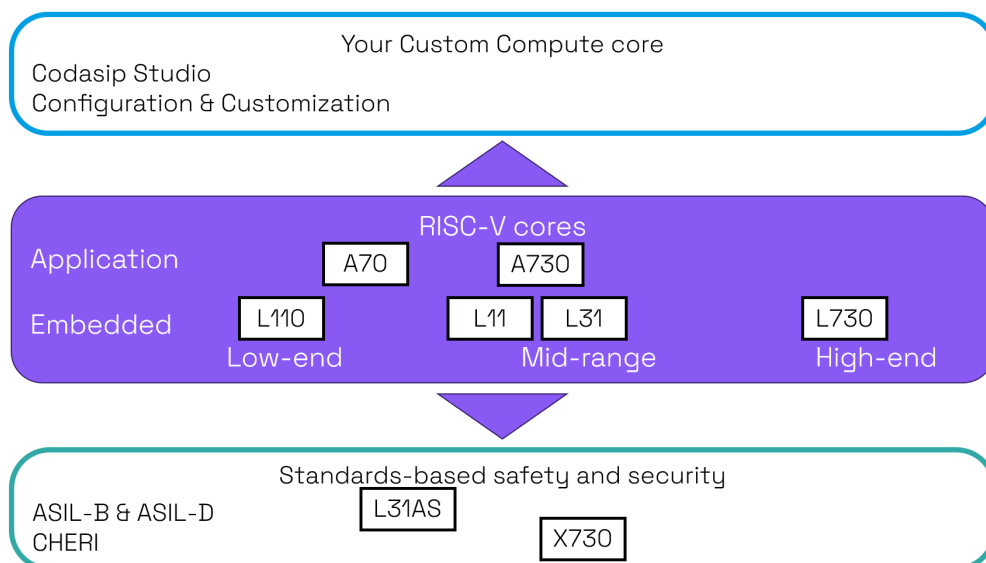 Your Custom Compute core
Codasip Studio
Configuration & Customization
RISC-V cores
Application
A70
A730
Embedded
L110
L11
L31
L730
Low-end
Mid-range
High-end
Standards-based safety and security
ASIL-B & ASIL-D
L31AS
CHERI
X730